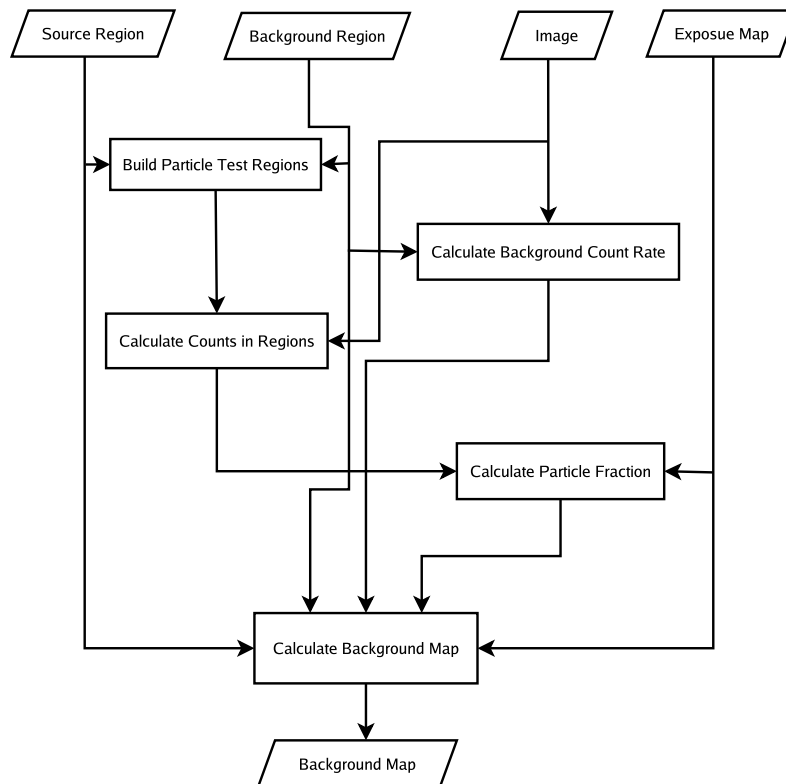 Source Region
Background Region
Image
Exposue Map
Build Particle Test Regions
Calculate Background Count Rate
Calculate Counts in Regions
Calculate Particle Fraction
Calculate Background Map
Background Map